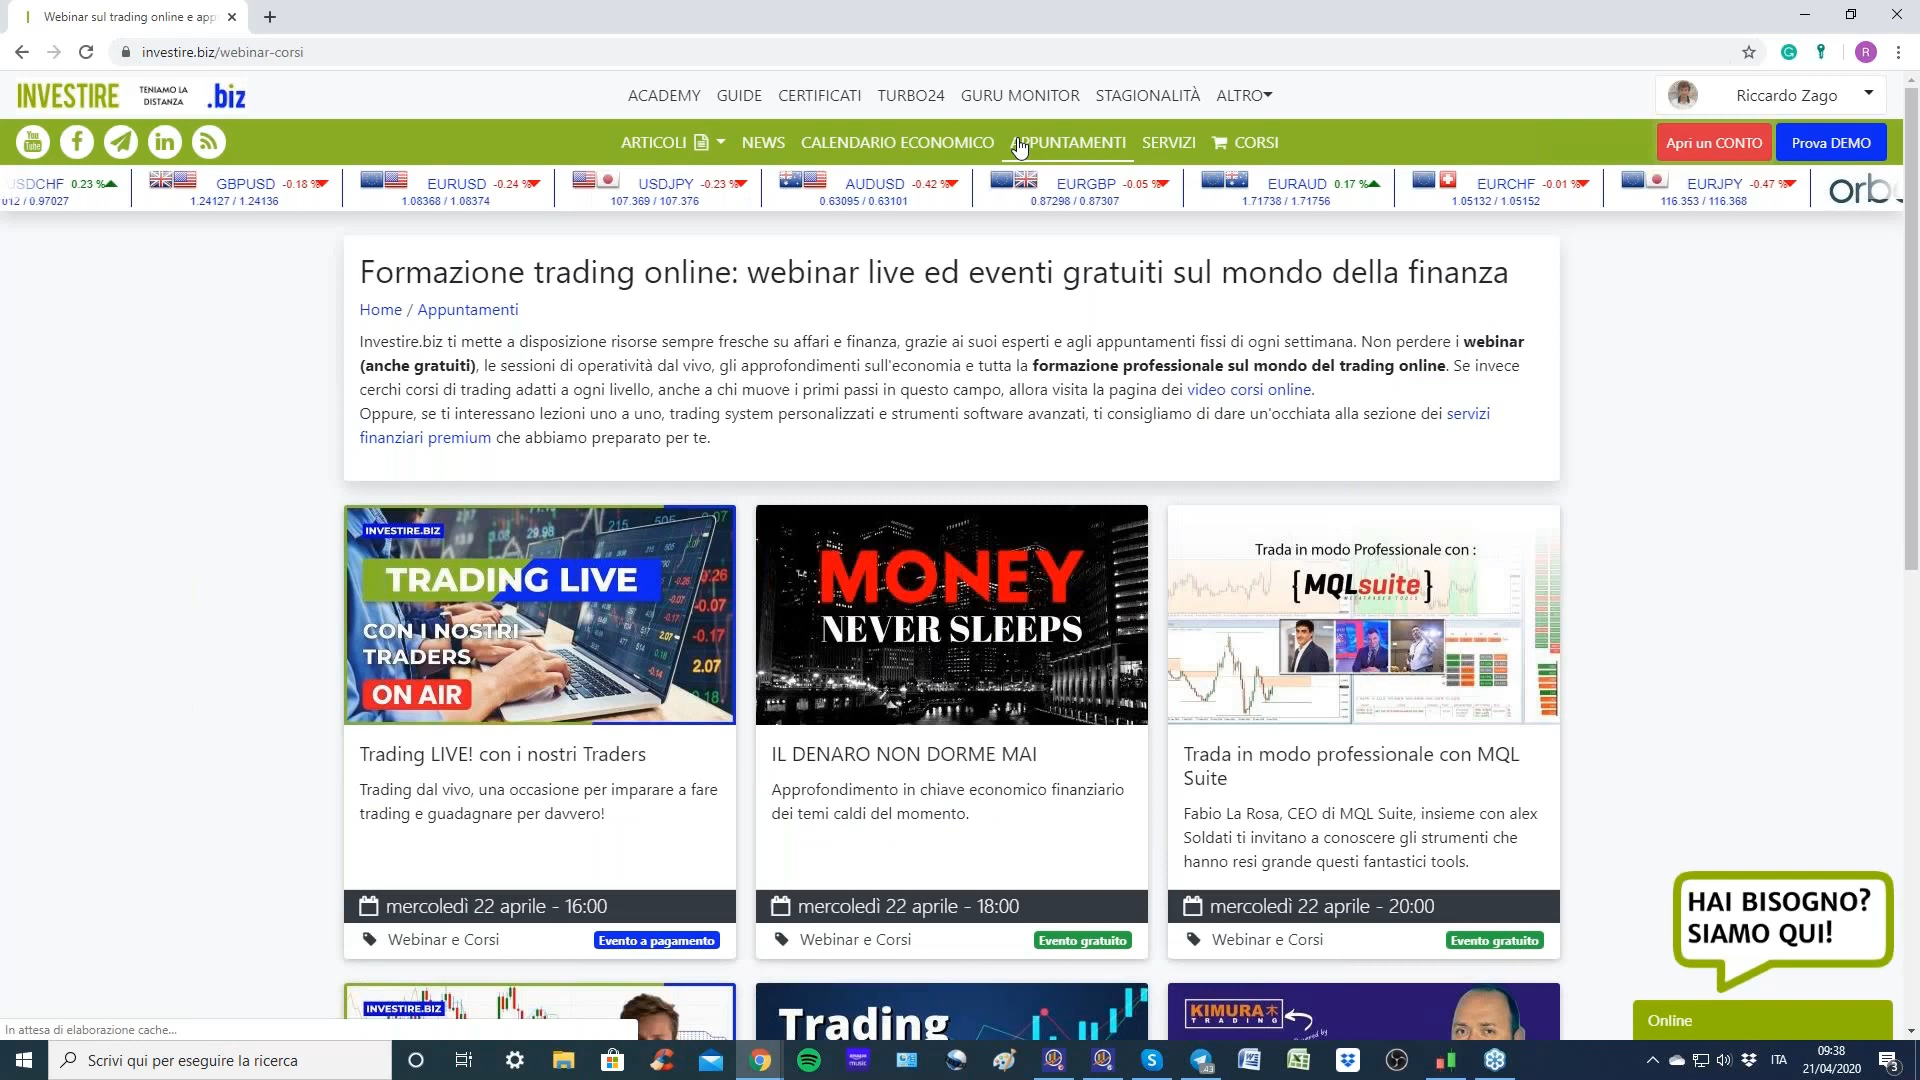 Webinar sul trading online e app
investire.biz/webinar-corsi
INVESTIRE TENIAMO LA DISTANZA .biz
ACADEMY GUIDE CERTIFICATI TURBO24 GURU MONITOR STAGIONALITÀ ALTRO
Riccardo Zago
You Tube
ARTICOLI NEWS CALENDARIO ECONOMICO APPUNTAMENTI SERVIZI CORSI
Apri un CONTO Prova DEMO
USDCHF 0.23 % GBPUSD -0.18 % EURUSD -0.24 % USDJPY -0.23 % AUDUSD -0.42 % EURGBP -0.05 % EURAUD 0.17 % EURCHF -0.01 % EURJPY -0.47 %
012 / 0.97027 1.24127 / 1.24136 1.08368 / 1.08374 107.369 / 107.376 0.63095 / 0.63101 0.87298 / 0.87307 1.71738 / 1.71756 1.05132 / 1.05152 116.353 / 116.368
Formazione trading online: webinar live ed eventi gratuiti sul mondo della finanza
Home / Appuntamenti
Investire.biz ti mette a disposizione risorse sempre fresche su affari e finanza, grazie ai suoi esperti e agli appuntamenti fissi di ogni settimana. Non perdere i webinar
(anche gratuiti), le sessioni di operatività dal vivo, gli approfondimenti sull'economia e tutta la formazione professionale sul mondo del trading online. Se invece
cerchi corsi di trading adatti a ogni livello, anche a chi muove i primi passi in questo campo, allora visita la pagina dei video corsi online.
Oppure, se ti interessano lezioni uno a uno, trading system personalizzati e strumenti software avanzati, ti consigliamo di dare un'occhiata alla sezione dei servizi
finanziari premium che abbiamo preparato per te.
INVESTIRE.BIZ
TRADING LIVE
CON I NOSTRI
TRADERS
ON AIR
MONEY
NEVER SLEEPS
Trada in modo Professionale con :
{MQLsuite}
Trading LIVE! con i nostri Traders
Trading dal vivo, una occasione per imparare a fare
trading e guadagnare per davvero!
mercoledì 22 aprile - 16:00
Webinar e Corsi Evento a pagamento
IL DENARO NON DORME MAI
Approfondimento in chiave economico finanziario
dei temi caldi del momento.
mercoledì 22 aprile - 18:00
Webinar e Corsi Evento gratuito
Trada in modo professionale con MQL
Suite
Fabio La Rosa, CEO di MQL Suite, insieme con alex
Soldati ti invitano a conoscere gli strumenti che
hanno resi grande questi fantastici tools.
mercoledì 22 aprile - 20:00
Webinar e Corsi Evento gratuito
INVESTIRE.BIZ
Trading
KIMURA
TRADING
HAI BISOGNO?
SIAMO QUI!
Online
In attesa di elaborazione cache...
Scrivi qui per eseguire la ricerca
ITA
09:38
21/04/2020